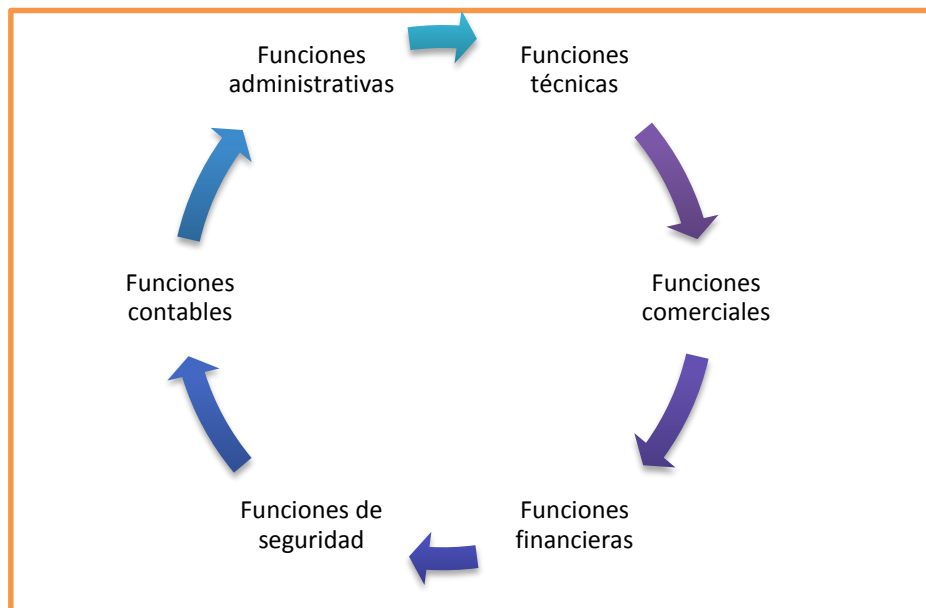 Funciones
administrativas
Funciones
técnicas
Funciones
comerciales
Funciones
financieras
Funciones de
seguridad
Funciones
contables